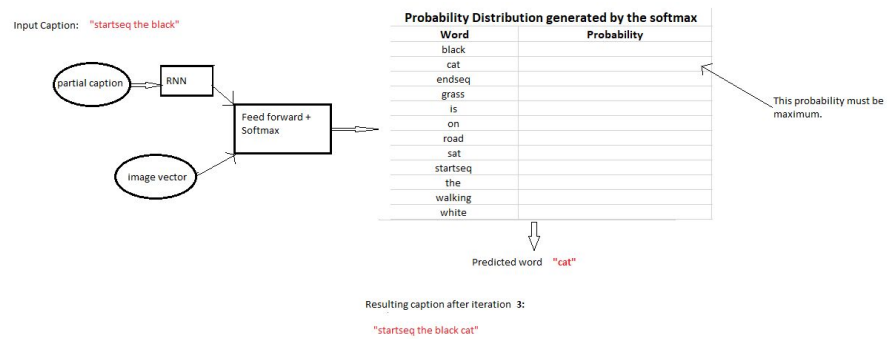 Input Caption: "startseq the black"
partial caption
RNN
Feed forward +
Softmax
image vector
Probability Distribution generated by the softmax
Word Probability
black
cat
endseq
grass
is
on
road
sat
startseq
the
walking
white
This probability must be
maximum.
Predicted word "cat"
Resulting caption after iteration 3:
"startseq the black cat"